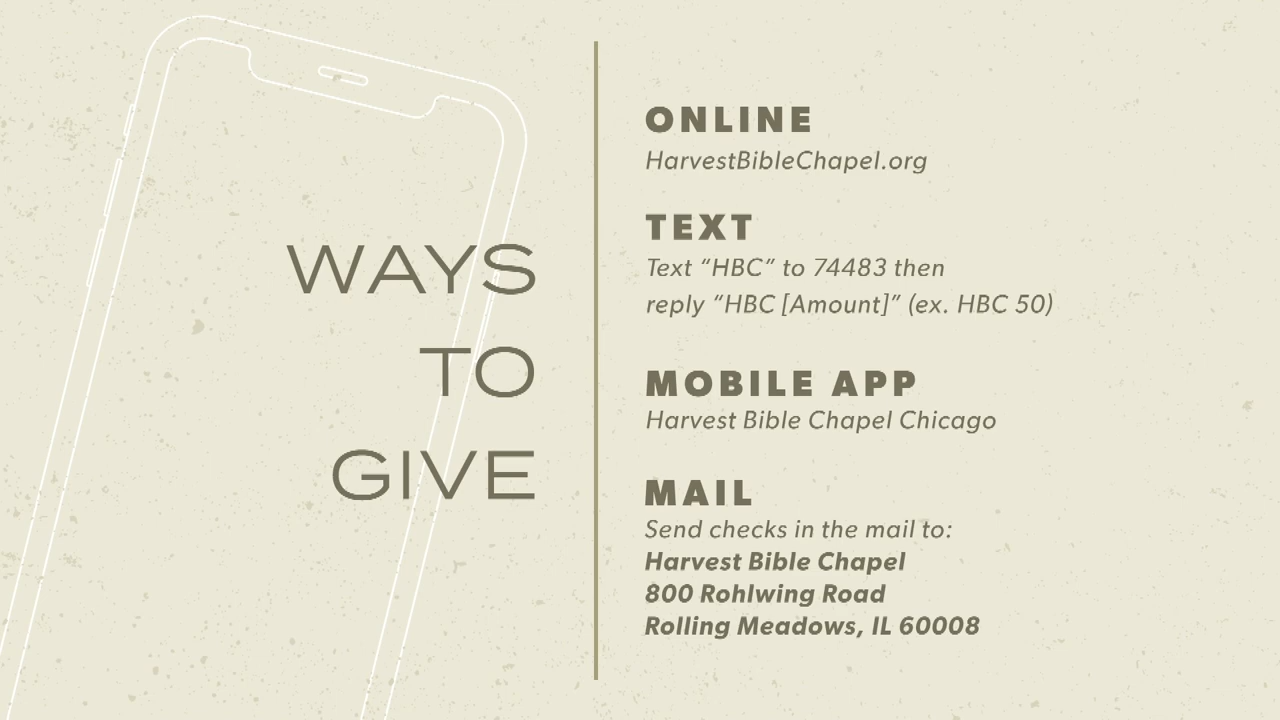 WAYS
TO
GIVE
ONLINE
HarvestBibleChapel.org
TEXT
Text “HBC” to 74483 then
reply “HBC [Amount]” (ex. HBC 50)
MOBILE APP
Harvest Bible Chapel Chicago
MAIL
Send checks in the mail to:
Harvest Bible Chapel
800 Rohlwing Road
Rolling Meadows, IL 60008